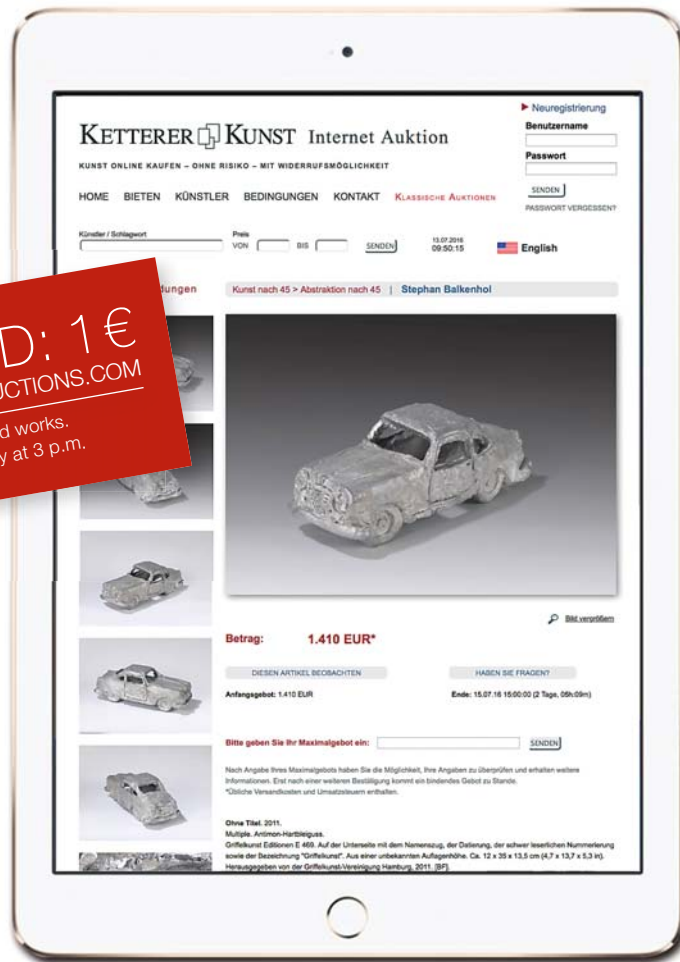 Neuregistrierung
KETTERER KUNST Internet Auktion
Benutzername
KUNST ONLINE KAUFEN – OHNE RISIKO – MIT WIDERRUFSMÖGLICHKEIT
Passwort
SENDEN
HOME BIETEN KÜNSTLER BEDINGUNGEN KONTAKT KLASSISCHE AUKTIONEN
PASSWORT VERGESSEN?
Künstler / Schlagwort
Preis
VON BIS SENDEN
13.07.2016
09:50:15
English
D: 1 €
CTIONS.COM
d works.
y at 3 p.m.
dungen
Kunst nach 45 > Abstraktion nach 45 | Stephan Balkenhol
Bild vergrößern
Betrag: 1.410 EUR*
DIESEN ARTIKEL BEOBACHTEN HABEN SIE FRAGEN?
Anfangsgebot: 1.410 EUR Ende: 15.07.16 15:00:00 (2 Tage, 05h:09m)
Bitte geben Sie Ihr Maximalgebot ein: SENDEN
Nach Angabe Ihres Maximalgebots haben Sie die Möglichkeit, Ihre Angaben zu überprüfen und erhalten weitere
Informationen. Erst nach einer weiteren Bestätigung kommt ein bindendes Gebot zu Stande.
*Übliche Versandkosten und Umsatzsteuern enthalten.
Ohne Titel. 2011.
Multiple. Antimon-Hartbleiguss.
Griffelkunst Editionen E 469. Auf der Unterseite mit dem Namenszug, der Datierung, der schwer leserlichen Nummerierung
sowie der Bezeichnung "Griffelkunst". Aus einer unbekannten Auflagenhöhe. Ca. 12 x 35 x 13,5 cm (4,7 x 13,7 x 5,3 in).
Herausgegeben von der Griffelkunst-Vereinigung Hamburg, 2011. [BF].